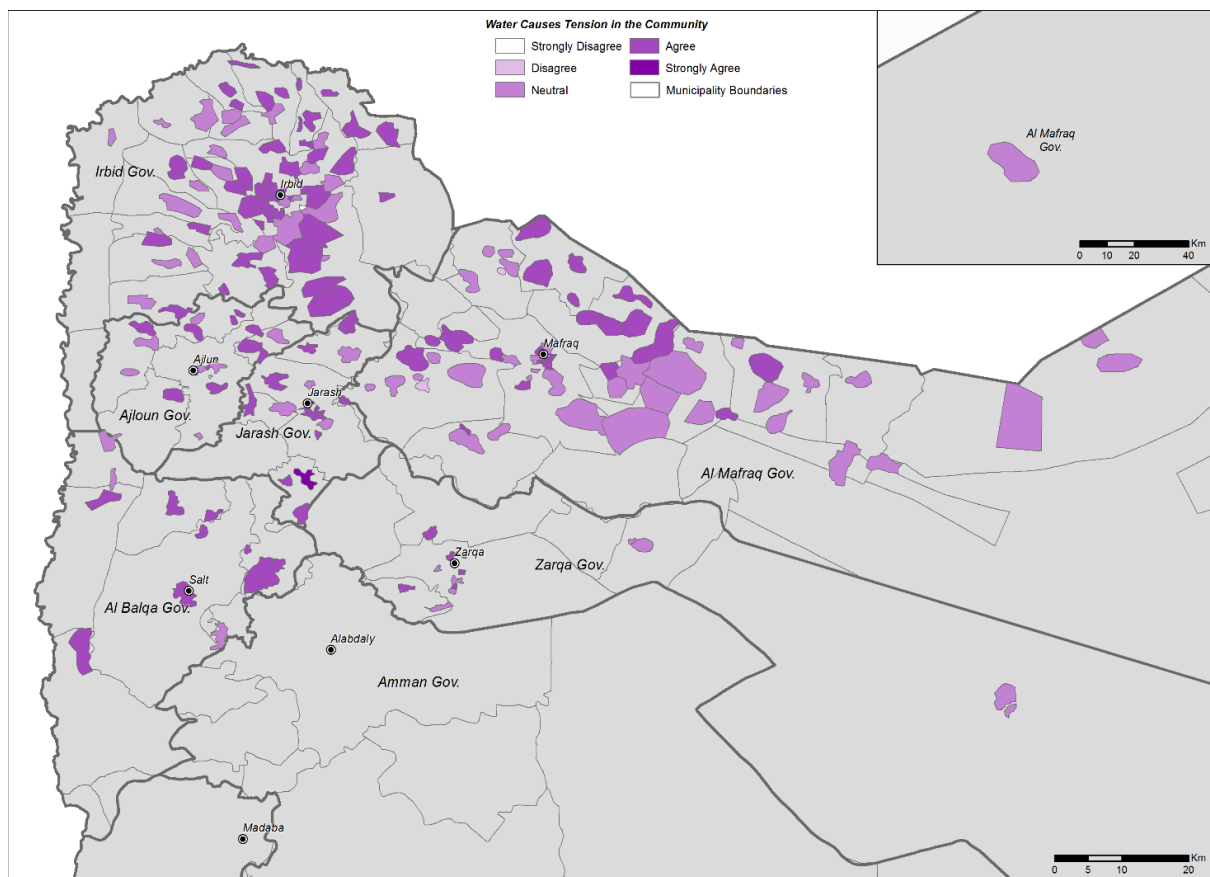 Water Causes Tension in the Community
Strongly Disagree
Agree
Disagree
Strongly Agree
Neutral
Municipality Boundaries
Al Mafraq
Gov.
Km
0 10 20 40
Irbid Gov.
Irbid
Mafraq
Ajlun
Jarash
Ajloun Gov.
Jarash Gov.
Al Mafraq Gov.
Zarqa
Zarqa Gov.
Salt
Al Balqa Gov.
Alabdaly
Amman Gov.
Madaba
Km
0 5 10 20